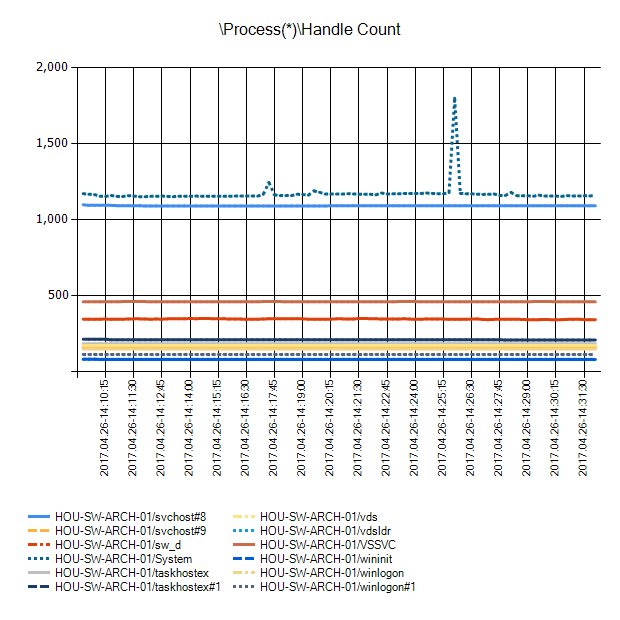 \Process(*)\Handle Count
2,000
1,500
1,000
500
2017.04.26-14:10:15
2017.04.26-14:11:30
2017.04.26-14:12:45
2017.04.26-14:14:00
2017.04.26-14:15:15
2017.04.26-14:16:30
2017.04.26-14:17:45
2017.04.26-14:19:00
2017.04.26-14:20:15
2017.04.26-14:21:30
2017.04.26-14:22:45
2017.04.26-14:24:00
2017.04.26-14:25:15
2017.04.26-14:26:30
2017.04.26-14:27:45
2017.04.26-14:29:00
2017.04.26-14:30:15
2017.04.26-14:31:30
HOU-SW-ARCH-01/svchost#8
HOU-SW-ARCH-01/svchost#9
HOU-SW-ARCH-01/sw_d
HOU-SW-ARCH-01/System
HOU-SW-ARCH-01/taskhostex
HOU-SW-ARCH-01/taskhostex#1
HOU-SW-ARCH-01/vds
HOU-SW-ARCH-01/vdsldr
HOU-SW-ARCH-01/VSSVC
HOU-SW-ARCH-01/wininit
HOU-SW-ARCH-01/winlogon
HOU-SW-ARCH-01/winlogon#1